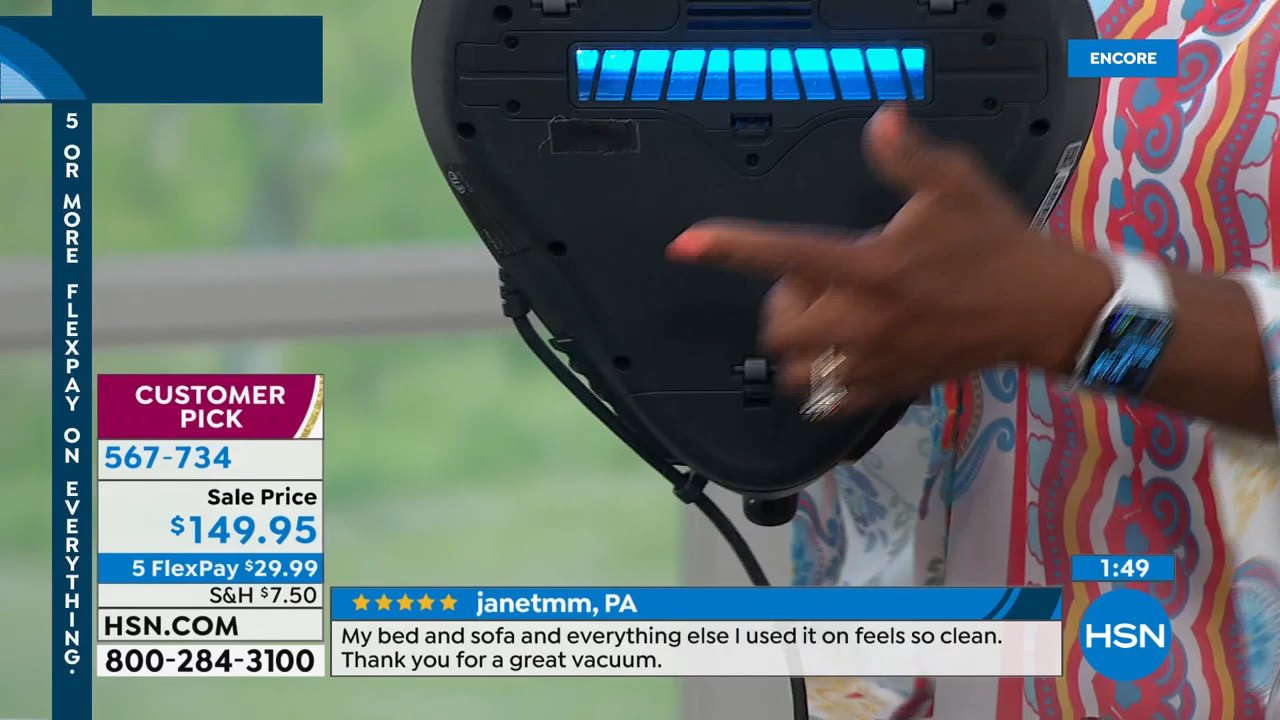 ENCORE
5 OR MORE FLEXPAY ON EVERYTHING.
CUSTOMER
PICK
567-734
Sale Price
$149.95
5 FlexPay $29.99
S&H $7.50
HSN.COM
800-284-3100
janetmm, PA
My bed and sofa and everything else I used it on feels so clean.
Thank you for a great vacuum.
1:49
HSN